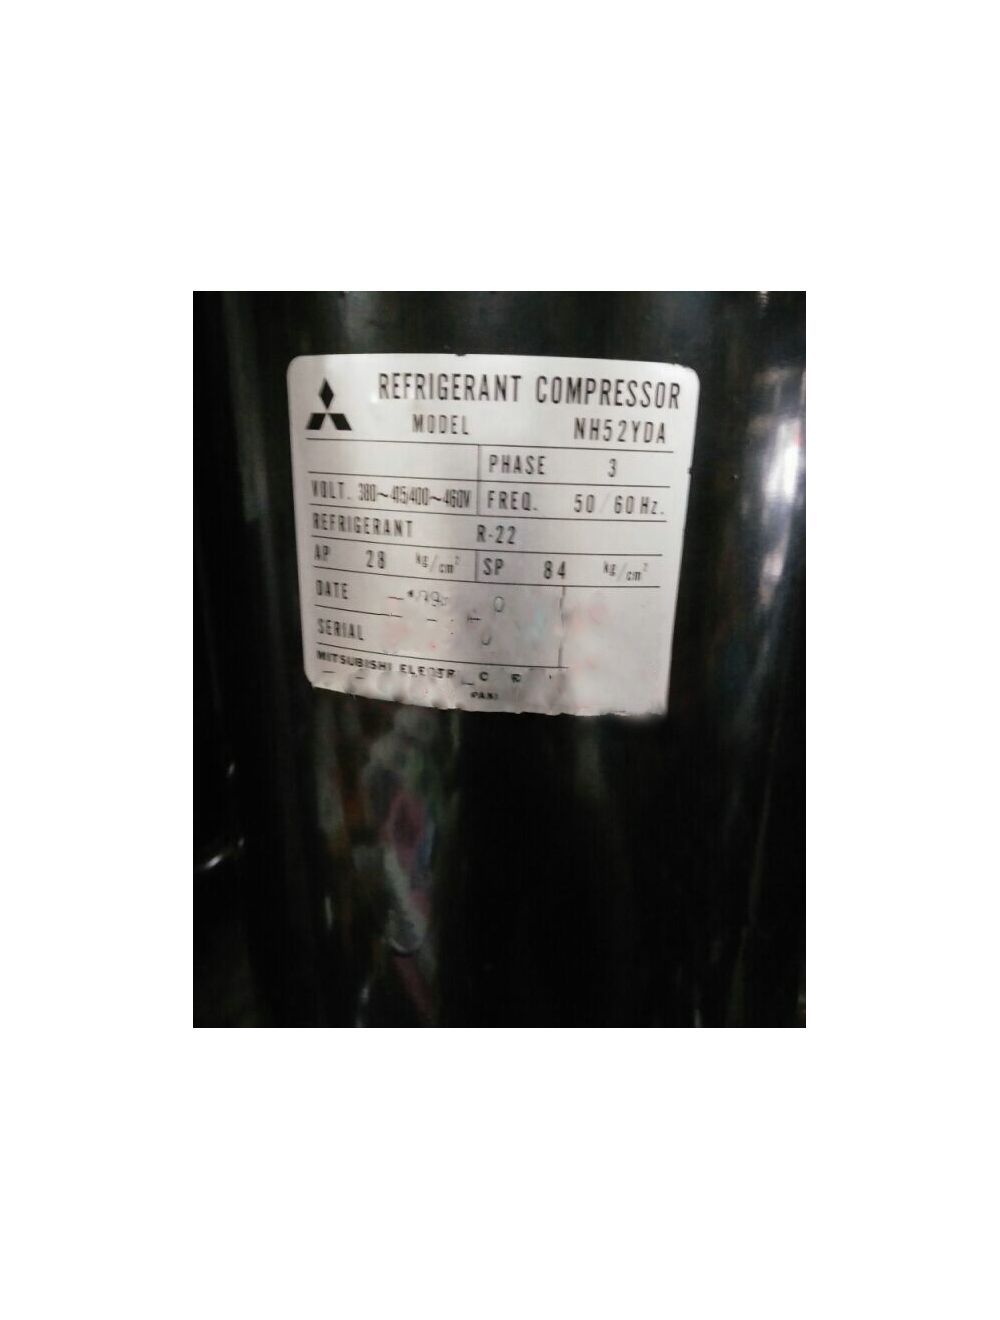 REFRIGERANT COMPRESSOR
MODEL NH52YDA
PHASE 3
VOLT. 380~415/400~460V FREQ. 50/60Hz.
REFRIGERANT R-22
AP 28 kg/cm² SP 84 kg/cm²
DATE
SERIAL
MITSUBISHI